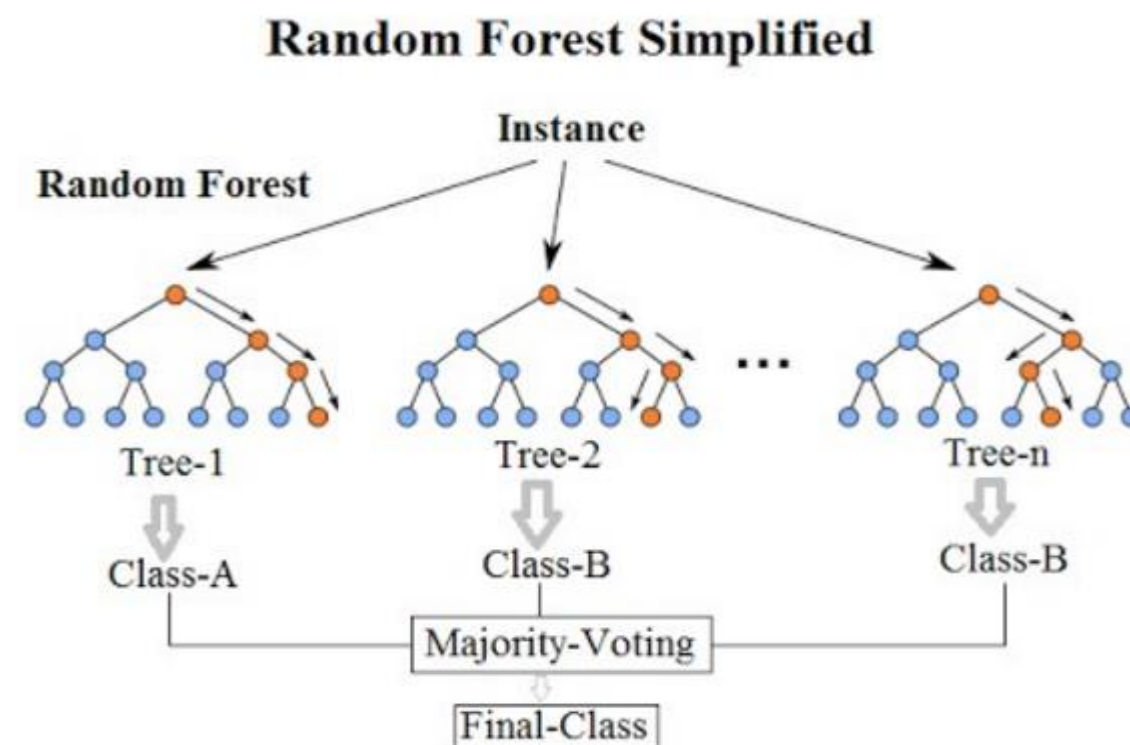 Random Forest Simplified
Instance
Random Forest
...
Tree-1
Tree-2
Tree-n
Class-A
Class-B
Class-B
Majority-Voting
Final-Class